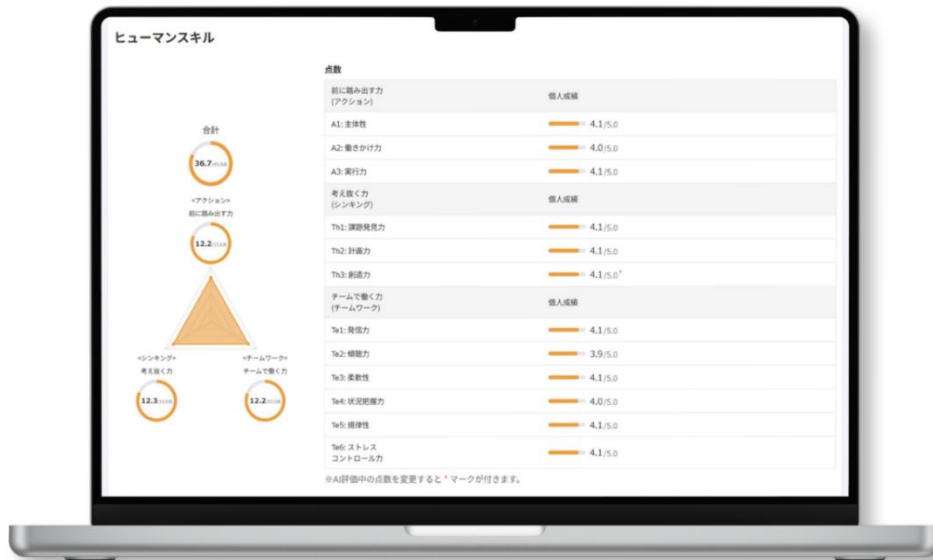 ヒューマンスキル
合計
36.7
<アクション>
前に踏み出す力
12.2
<シンキング>
考え抜く力
12.3
<チームワーク>
チームで働く力
12.2
点数
前に踏み出す力
(アクション)
個人成績
A1: 主体性
4.1/5.0
A2: 働きかけ力
4.0/5.0
A3: 実行力
4.1/5.0
考え抜く力
(シンキング)
個人成績
Th1: 課題発見力
4.1/5.0
Th2: 計画力
4.1/5.0
Th3: 創造力
4.1/5.0*
チームで働く力
(チームワーク)
個人成績
Te1: 発信力
4.1/5.0
Te2: 傾聴力
3.9/5.0
Te3: 柔軟性
4.1/5.0
Te4: 状況把握力
4.0/5.0
Te5: 規律性
4.1/5.0
Te6: ストレス
コントロール力
4.1/5.0
※AI評価中の点数を変更すると * マークが付きます。